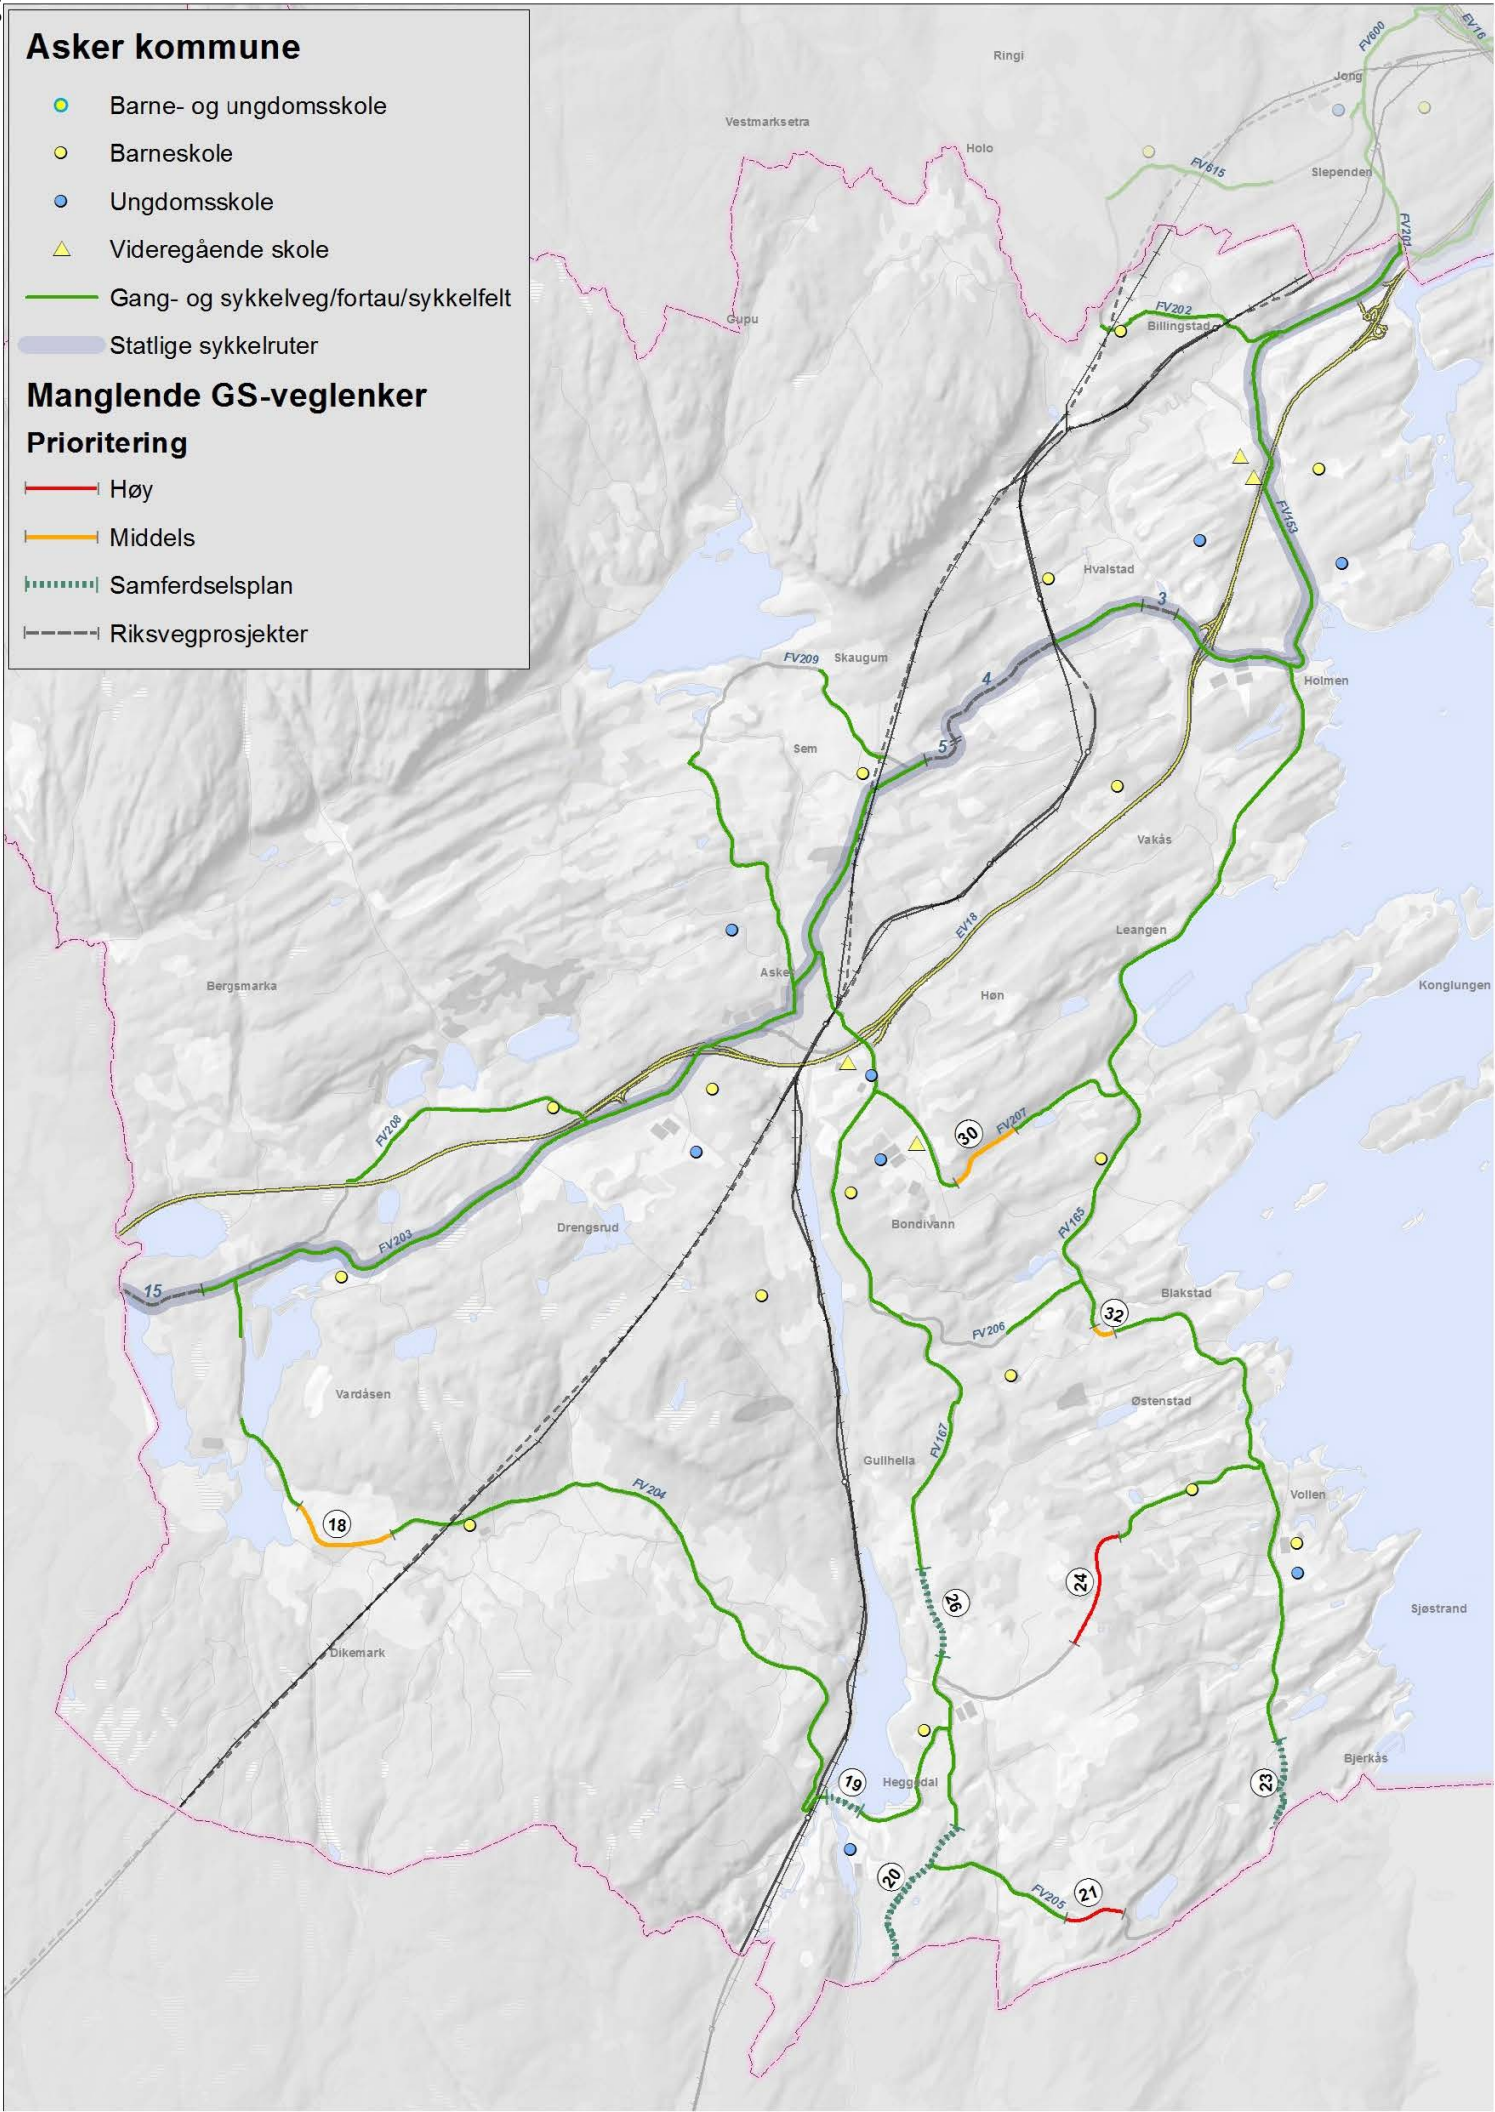 Asker kommune
Barne- og ungdomsskole
Barneskole
Ungdomsskole
Videregående skole
Gang- og sykkelveg/fortau/sykkelfelt
Statlige sykkelruter
Manglende GS-veglenker
Prioritering
Høy
Middels
Samferdselsplan
Riksvegprosjekter
EV16
FV600
Ringi
Jong
Vestmarksetra
Holo
FV615
Slependen
FV201
Gupu
FV202
Billingstad
FV153
Hvalstad
3
FV209
Skaugum
4
Holmen
5
Sem
Vakås
EV18
Leangen
Asker
Bergsmarka
Høn
Konglungen
FV208
30
FV207
Drengsrud
Bondivann
FV165
FV203
15
Blakstad
32
FV206
Vardåsen
Østenstad
FV167
Gullhella
FV204
Vollen
18
24
26
Sjøstrand
Dikemark
Bjerkås
19
Heggedal
23
20
FV205
21